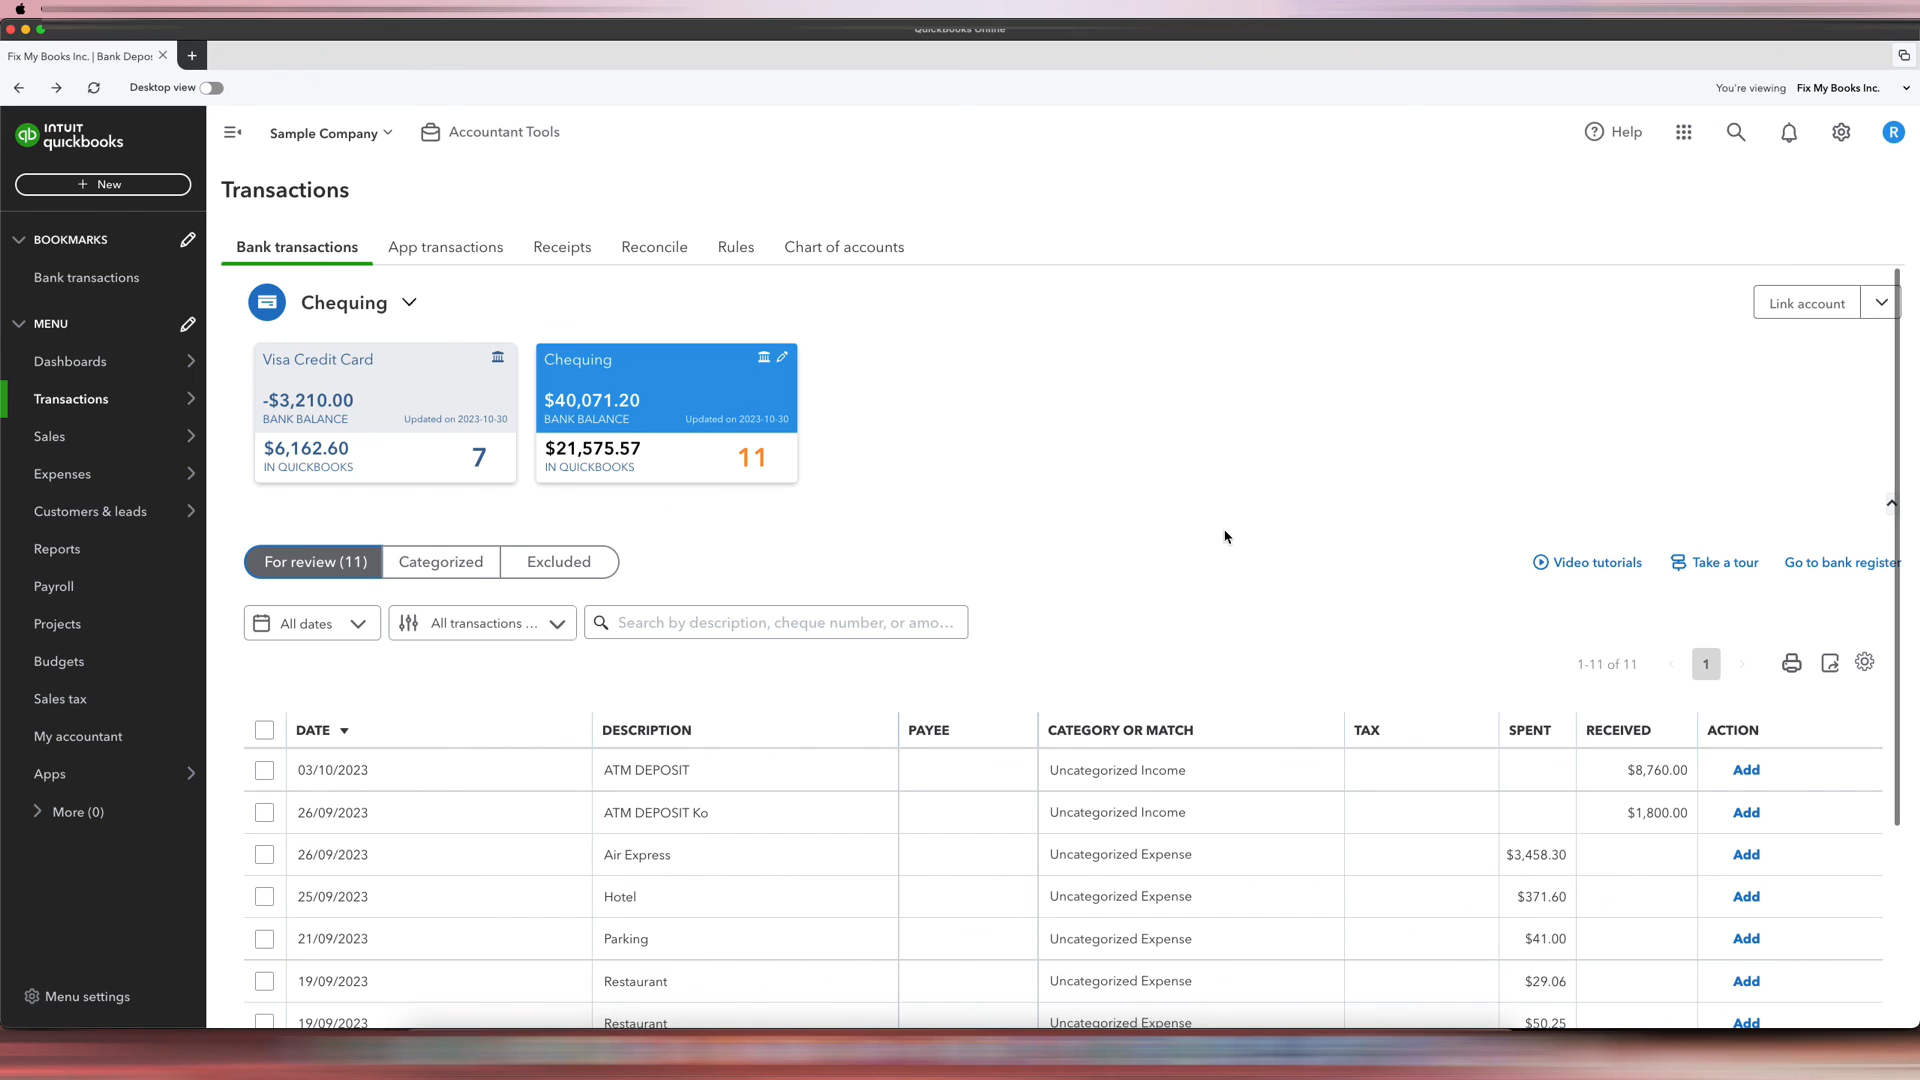 QuickBooks Online
Fix My Books Inc. | Bank Depos
Desktop view
You're viewing Fix My Books Inc.
INTUIT
quickbooks
Sample Company
Accountant Tools
Help
R
+ New
Transactions
BOOKMARKS
Bank transactions
App transactions
Receipts
Reconcile
Rules
Chart of accounts
Bank transactions
MENU
Dashboards
Transactions
Sales
Expenses
Customers & leads
Reports
Payroll
Projects
Budgets
Sales tax
My accountant
Apps
More (0)
Menu settings
Chequing
Link account
Visa Credit Card
-$3,210.00
BANK BALANCE Updated on 2023-10-30
$6,162.60
IN QUICKBOOKS
7
Chequing
$40,071.20
BANK BALANCE Updated on 2023-10-30
$21,575.57
IN QUICKBOOKS
11
For review (11)
Categorized
Excluded
Video tutorials
Take a tour
Go to bank register
All dates
All transactions ...
Search by description, cheque number, or amo...
1-11 of 11
1
DATE DESCRIPTION PAYEE CATEGORY OR MATCH TAX SPENT RECEIVED ACTION
03/10/2023 ATM DEPOSIT Uncategorized Income $8,760.00 Add
26/09/2023 ATM DEPOSIT Ko Uncategorized Income $1,800.00 Add
26/09/2023 Air Express Uncategorized Expense $3,458.30 Add
25/09/2023 Hotel Uncategorized Expense $371.60 Add
21/09/2023 Parking Uncategorized Expense $41.00 Add
19/09/2023 Restaurant Uncategorized Expense $29.06 Add
19/09/2023 Restaurant Uncategorized Expense $50.25 Add